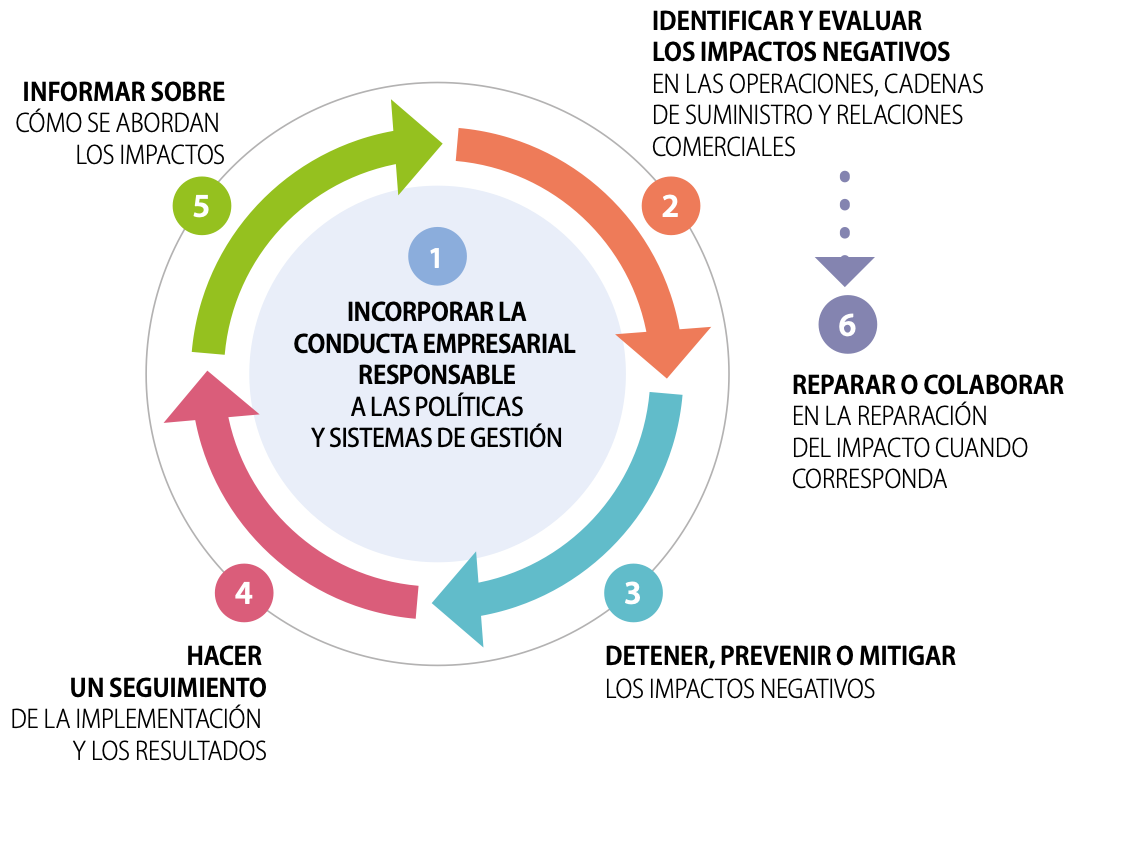 1
INCORPORAR LA
CONDUCTA EMPRESARIAL
RESPONSABLE
A LAS POLÍTICAS
Y SISTEMAS DE GESTIÓN
IDENTIFICAR Y EVALUAR
LOS IMPACTOS NEGATIVOS
EN LAS OPERACIONES, CADENAS
DE SUMINISTRO Y RELACIONES
COMERCIALES
2
3
DETENER, PREVENIR O MITIGAR
LOS IMPACTOS NEGATIVOS
4
HACER
UN SEGUIMIENTO
DE LA IMPLEMENTACIÓN
Y LOS RESULTADOS
INFORMAR SOBRE
CÓMO SE ABORDAN
LOS IMPACTOS
5
6
REPARAR O COLABORAR
EN LA REPARACIÓN
DEL IMPACTO CUANDO
CORRESPONDA